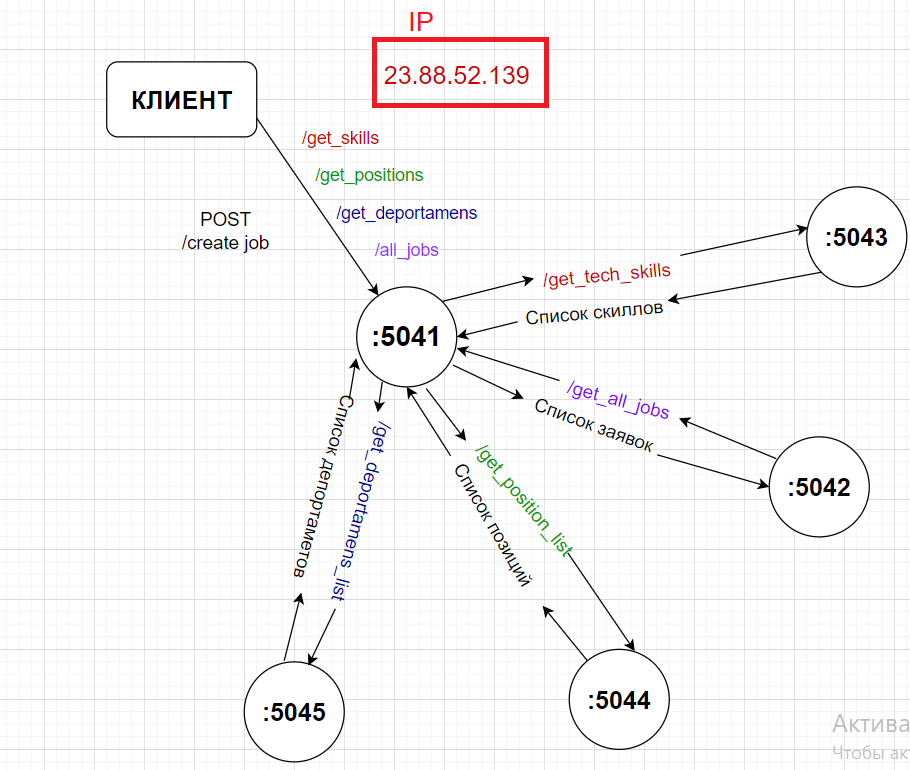 IP
23.88.52.139
КЛИЕНТ
/get_skills
/get_positions
/get_deportamens
/all_jobs
POST
/create job
:5043
/get_tech_skills
Список скиллов
:5041
/get_all_jobs
Список заявок
:5042
/get_position_list
Список позиций
/get_deportamens_list
Список депортаметов
:5045
:5044
Актива
Чтобы ак